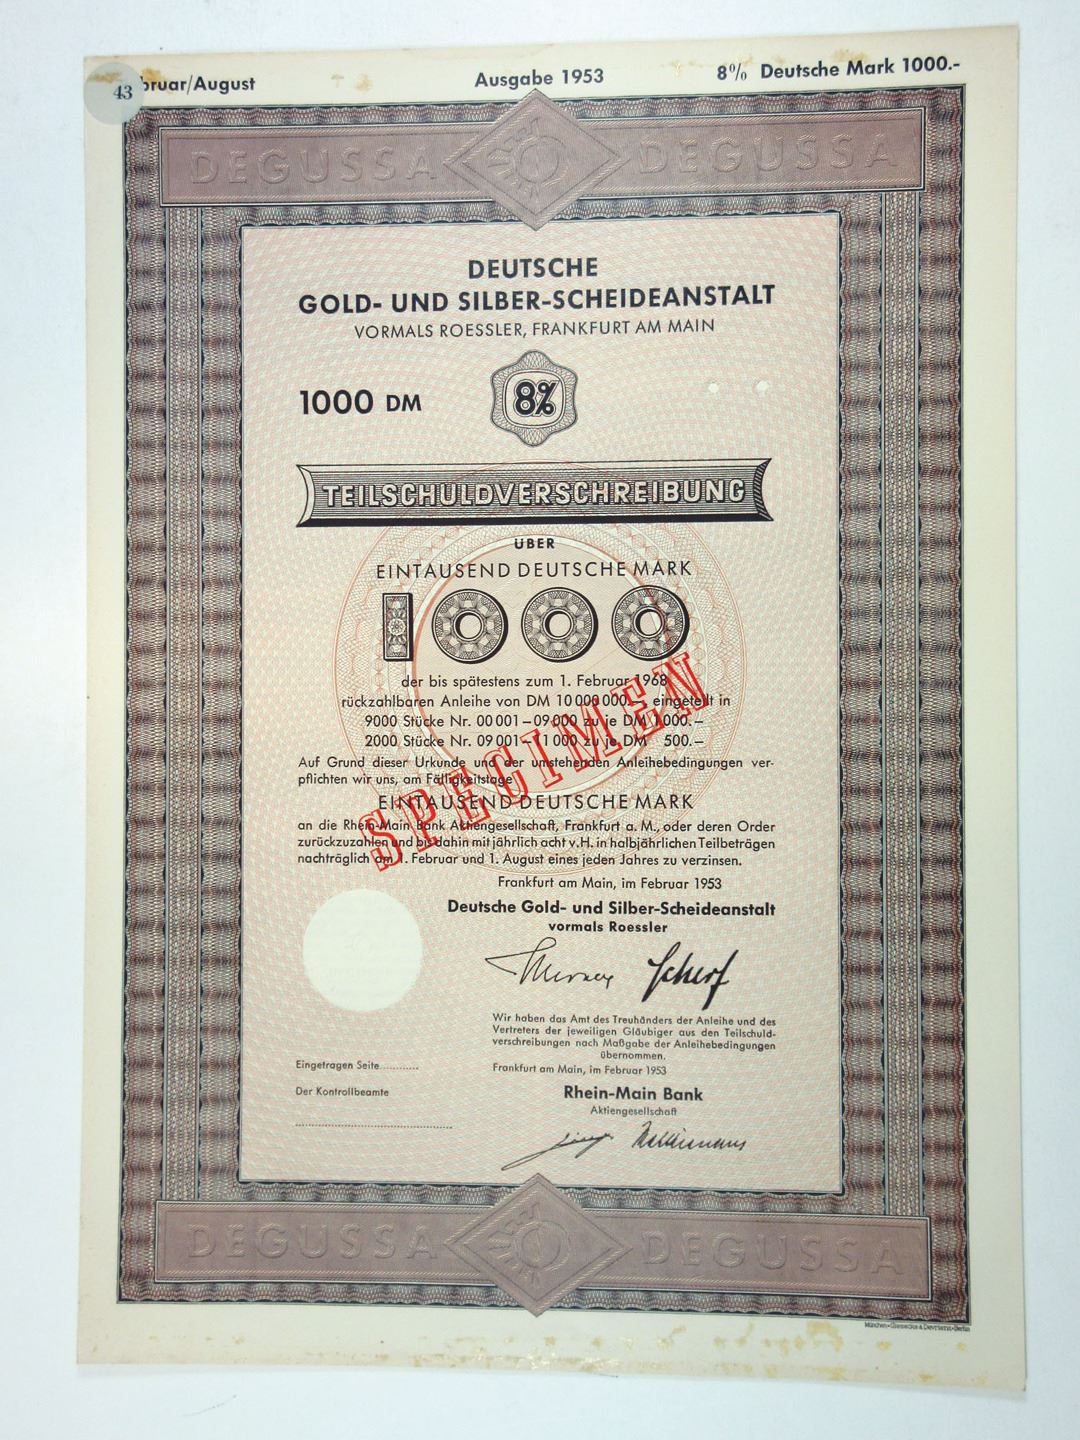 43
bruar/August
Ausgabe 1953
8% Deutsche Mark 1000.-
DEGUSSA DEGUSSA
DEUTSCHE
GOLD- UND SILBER-SCHEIDEANSTALT
VORMALS ROESSLER, FRANKFURT AM MAIN
1000 DM
8%
TEILSCHULDVERSCHREIBUNG
ÜBER
EINTAUSEND DEUTSCHE MARK
1000
der bis spätestens zum 1. Februar 1968
rückzahlbaren Anleihe von DM 10 000 000.– eingeteilt in
9000 Stücke Nr. 00 001 – 09 000 zu je DM 1 000.–
2000 Stücke Nr. 09 001 – 11 000 zu je DM 500.–
Auf Grund dieser Urkunde und der umstehenden Anleihebedingungen ver-
pflichten wir uns, am Fälligkeitstage
EINTAUSEND DEUTSCHE MARK
an die Rhein-Main Bank Aktiengesellschaft, Frankfurt a. M., oder deren Order
zurückzuzahlen und bis dahin mit jährlich acht v. H. in halbjährlichen Teilbeträgen
nachträglich am 1. Februar und 1. August eines jeden Jahres zu verzinsen.
SPECIMEN
Frankfurt am Main, im Februar 1953
Deutsche Gold- und Silber-Scheideanstalt
vormals Roessler
Scherf
Wir haben das Amt des Treuhänders der Anleihe und des
Vertreters der jeweiligen Gläubiger aus den Teilschuld-
verschreibungen nach Maßgabe der Anleihebedingungen
übernommen.
Eingetragen Seite............
Frankfurt am Main, im Februar 1953
Der Kontrollbeamte
Rhein-Main Bank
Aktiengesellschaft
DEGUSSA DEGUSSA
München • Giesecke & Devrient • Berlin